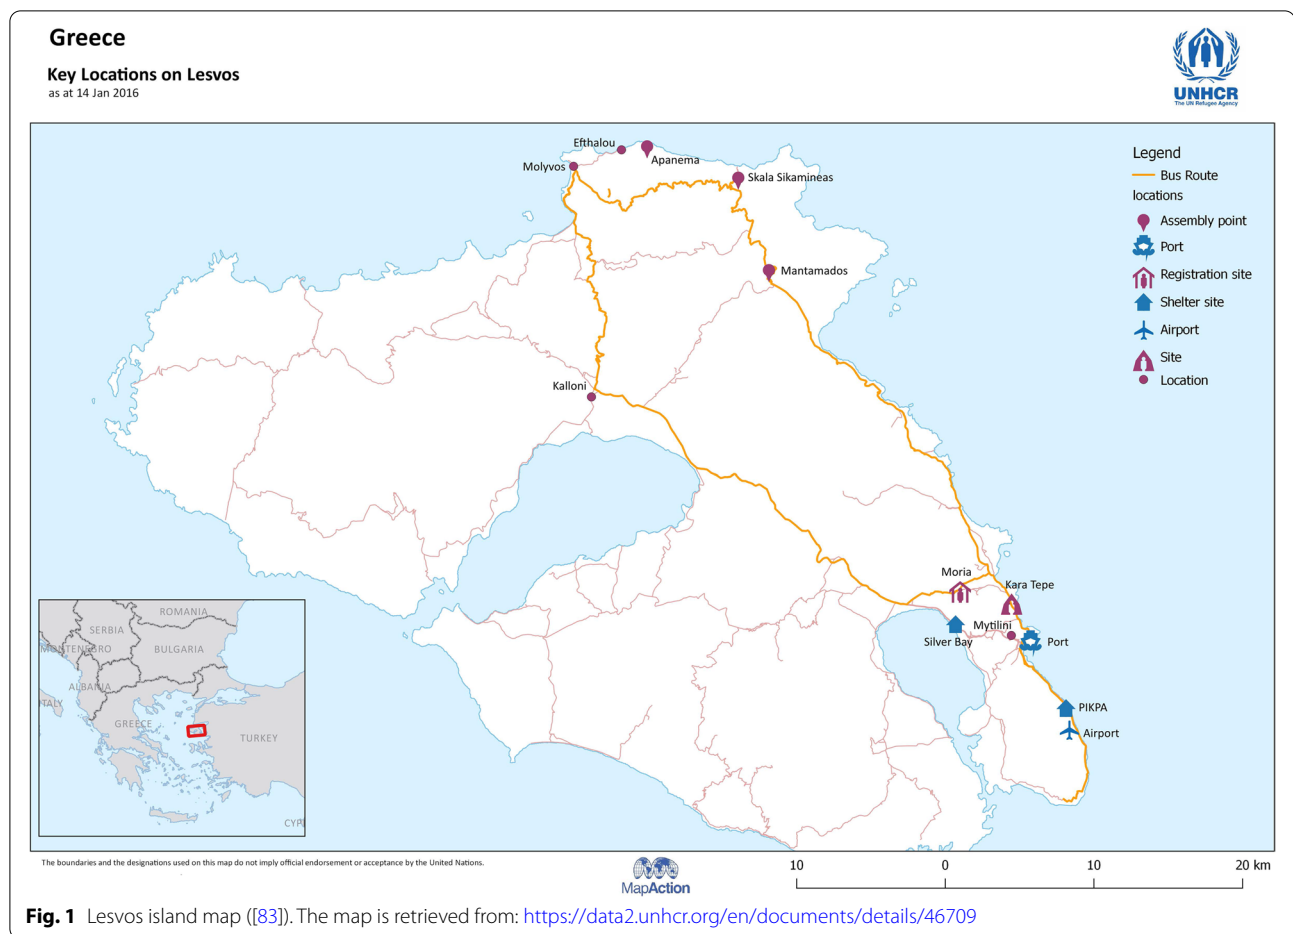 Greece
Key Locations on Lesvos
as at 14 Jan 2016
UNHCR
The UN Refugee Agency
Efthalou
Molyvos
Apanema
Skala Sikamineas
Mantamados
Kalloni
Moria
Kara Tepe
Mytilini
Silver Bay
Port
PIKPA
Airport
Legend
Bus Route
locations
Assembly point
Port
Registration site
Shelter site
Airport
Site
Location
ROMANIA
SERBIA
MONTENEGRO
BULGARIA
ALBANIA
ITALY
GREECE
TURKEY
CYP
The boundaries and the designations used on this map do not imply official endorsement or acceptance by the United Nations.
MapAction
10 0 10 20 km
Fig. 1 Lesvos island map ([83]). The map is retrieved from: https://data2.unhcr.org/en/documents/details/46709